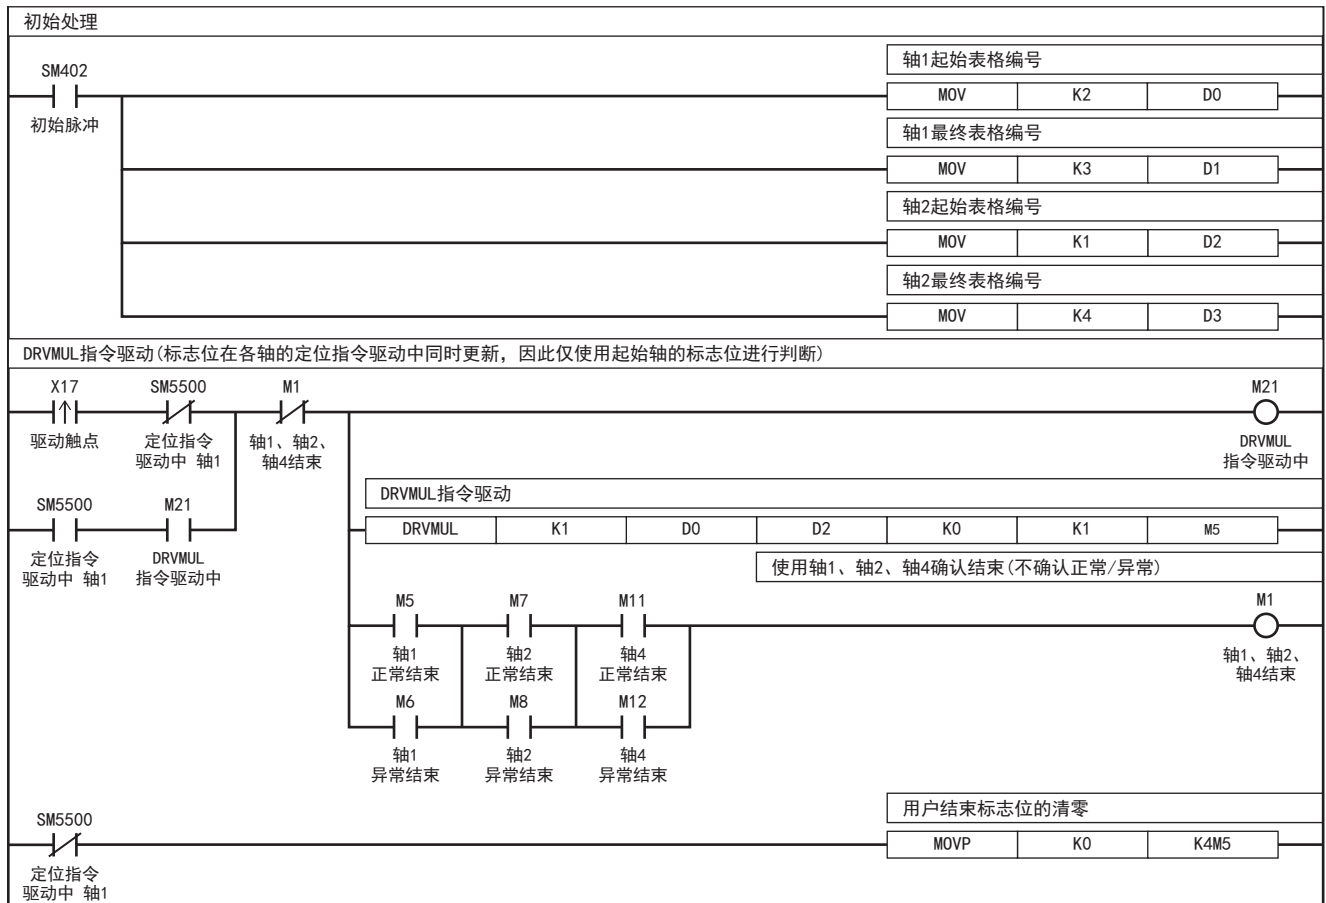 初始处理
轴1起始表格编号
SM402
MOV K2 D0
初始脉冲
轴1最终表格编号
MOV K3 D1
轴2起始表格编号
MOV K1 D2
轴2最终表格编号
MOV K4 D3
DRVMUL指令驱动(标志位在各轴的定位指令驱动中同时更新，因此仅使用起始轴的标志位进行判断)
X17 SM5500 M1 M21
驱动触点 定位指令 轴1、轴2、 DRVMUL
驱动中 轴1 轴4结束 指令驱动中
DRVMUL指令驱动
SM5500 M21
DRVMUL K1 D0 D2 K0 K1 M5
定位指令 DRVMUL 使用轴1、轴2、轴4确认结束(不确认正常/异常)
驱动中 轴1 指令驱动中
M5 M7 M11 M1
轴1 轴2 轴4 轴1、轴2、
正常结束 正常结束 正常结束 轴4结束
M6 M8 M12
轴1 轴2 轴4
异常结束 异常结束 异常结束
用户结束标志位的清零
SM5500
MOVP K0 K4M5
定位指令
驱动中 轴1